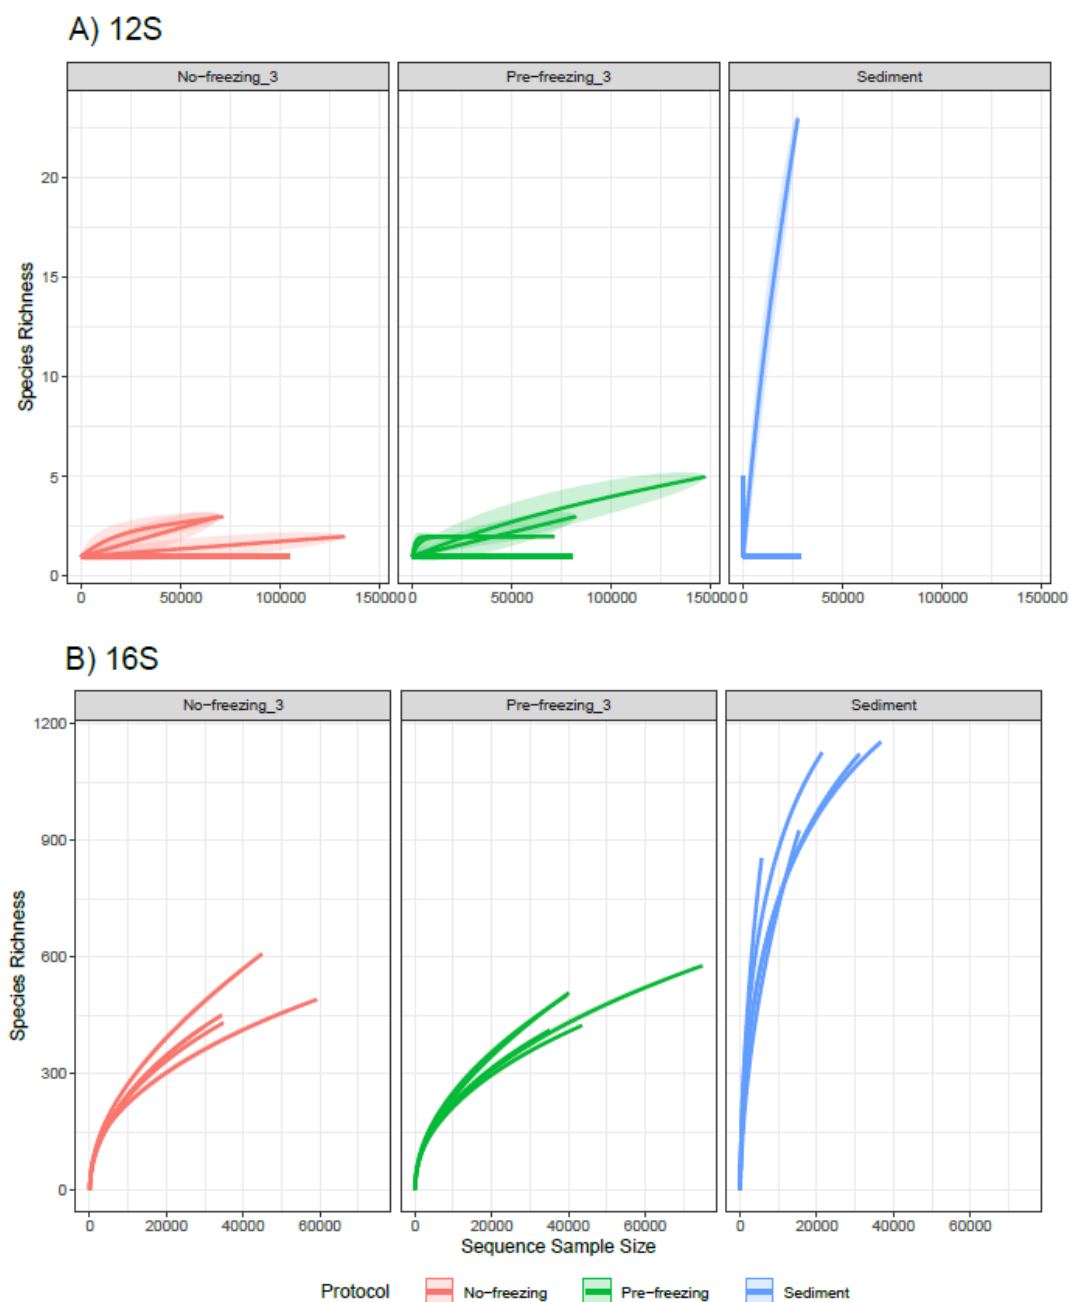 A) 12S
No-freezing_3 Pre-freezing_3 Sediment
Species Richness
20
15
10
5
0
0 50000 100000 150000 0 50000 100000 150000 0 50000 100000 150000
B) 16S
No-freezing_3 Pre-freezing_3 Sediment
Species Richness
1200
900
600
300
0
0 20000 40000 60000 0 20000 40000 60000 0 20000 40000 60000
Sequence Sample Size
Protocol No-freezing Pre-freezing Sediment